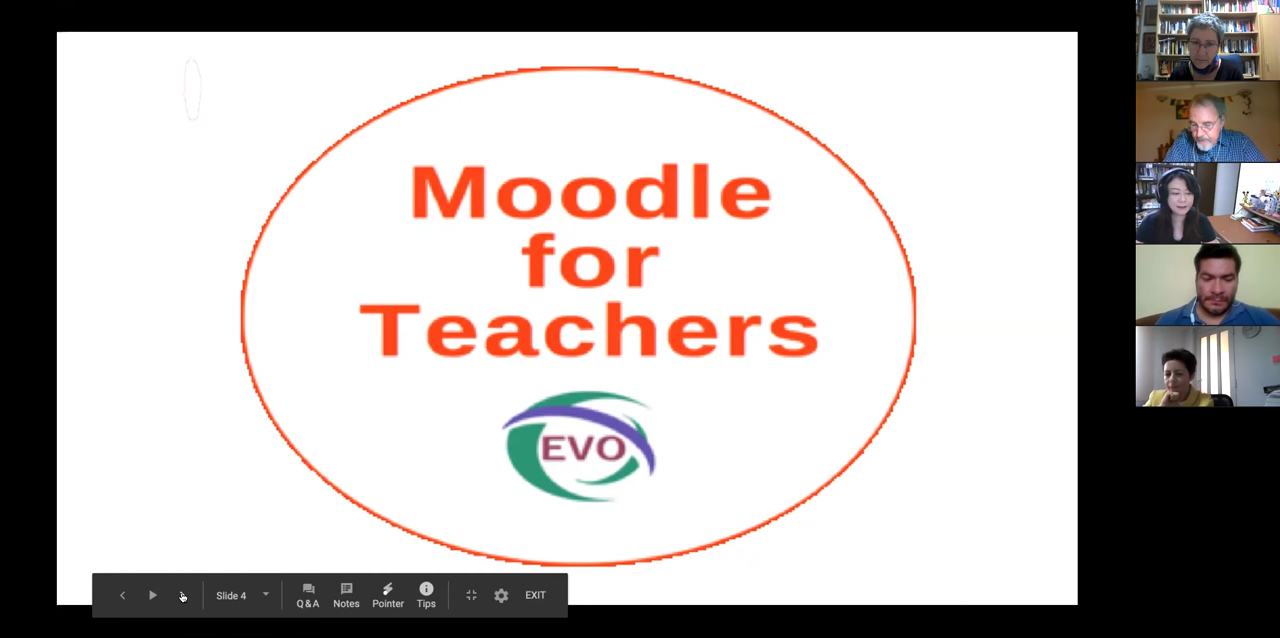 Moodle
for
Teachers
EVO
Slide 4
Q&A
Notes
Pointer
Tips
EXIT